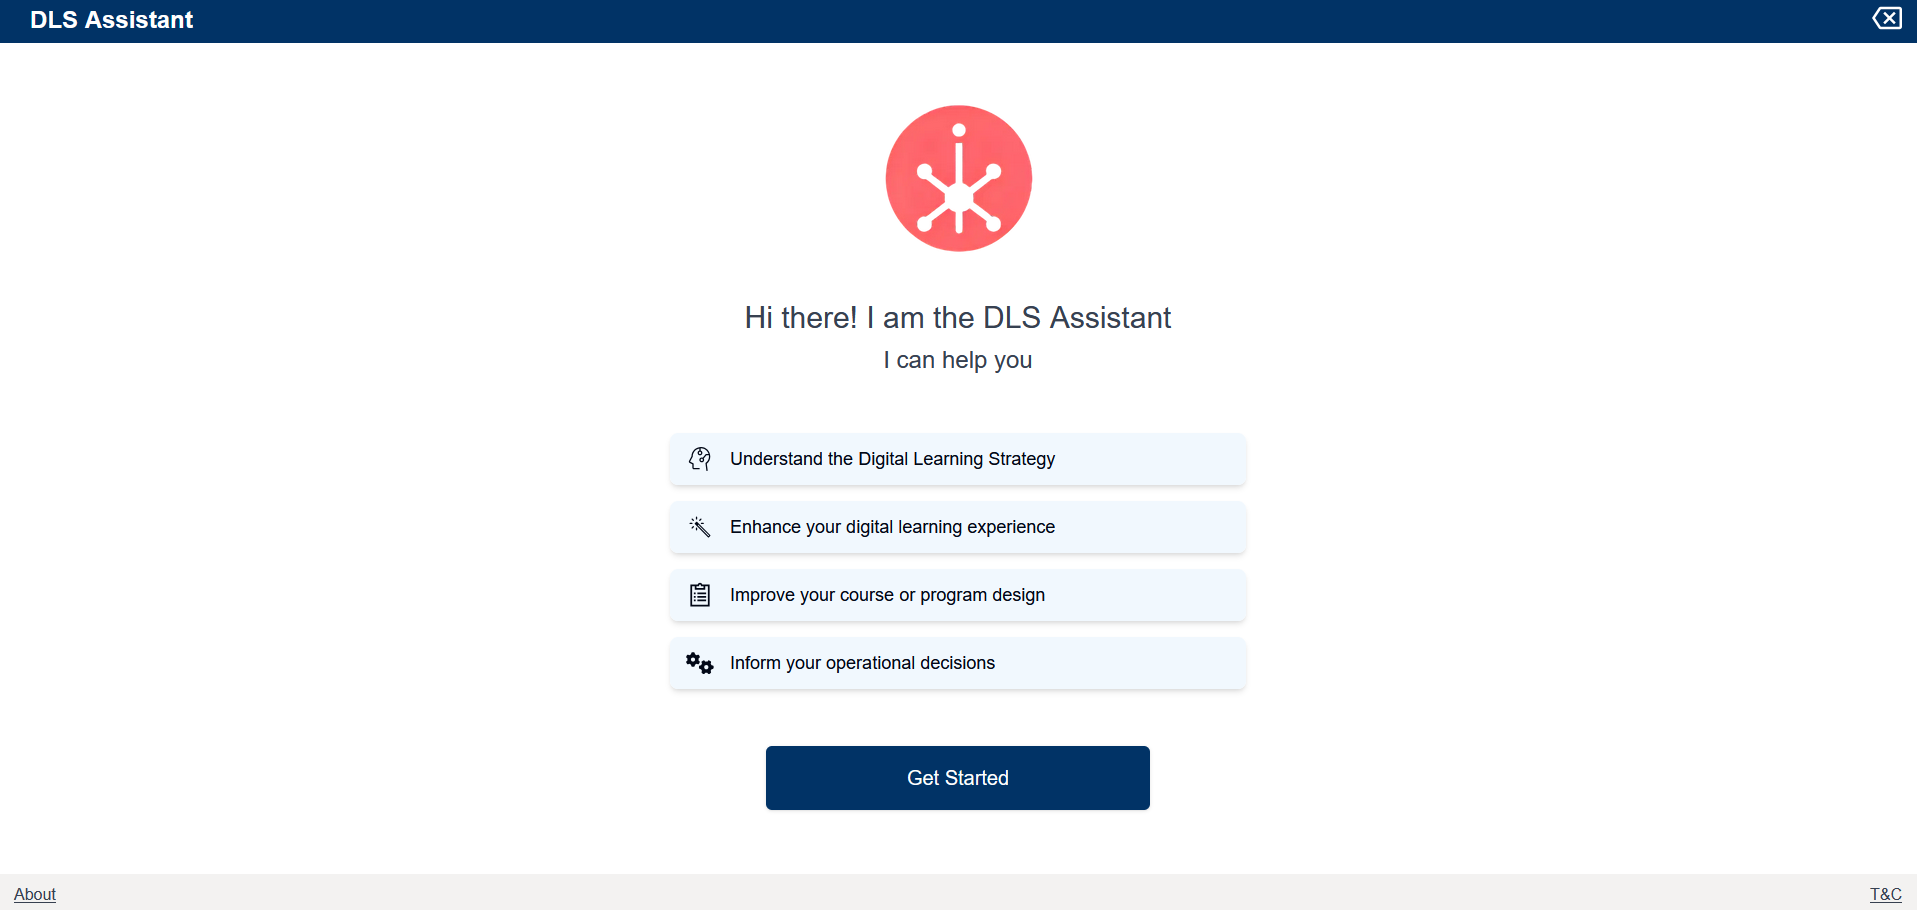 DLS Assistant
Hi there! I am the DLS Assistant
I can help you
Understand the Digital Learning Strategy
Enhance your digital learning experience
Improve your course or program design
Inform your operational decisions
Get Started
About
T&C